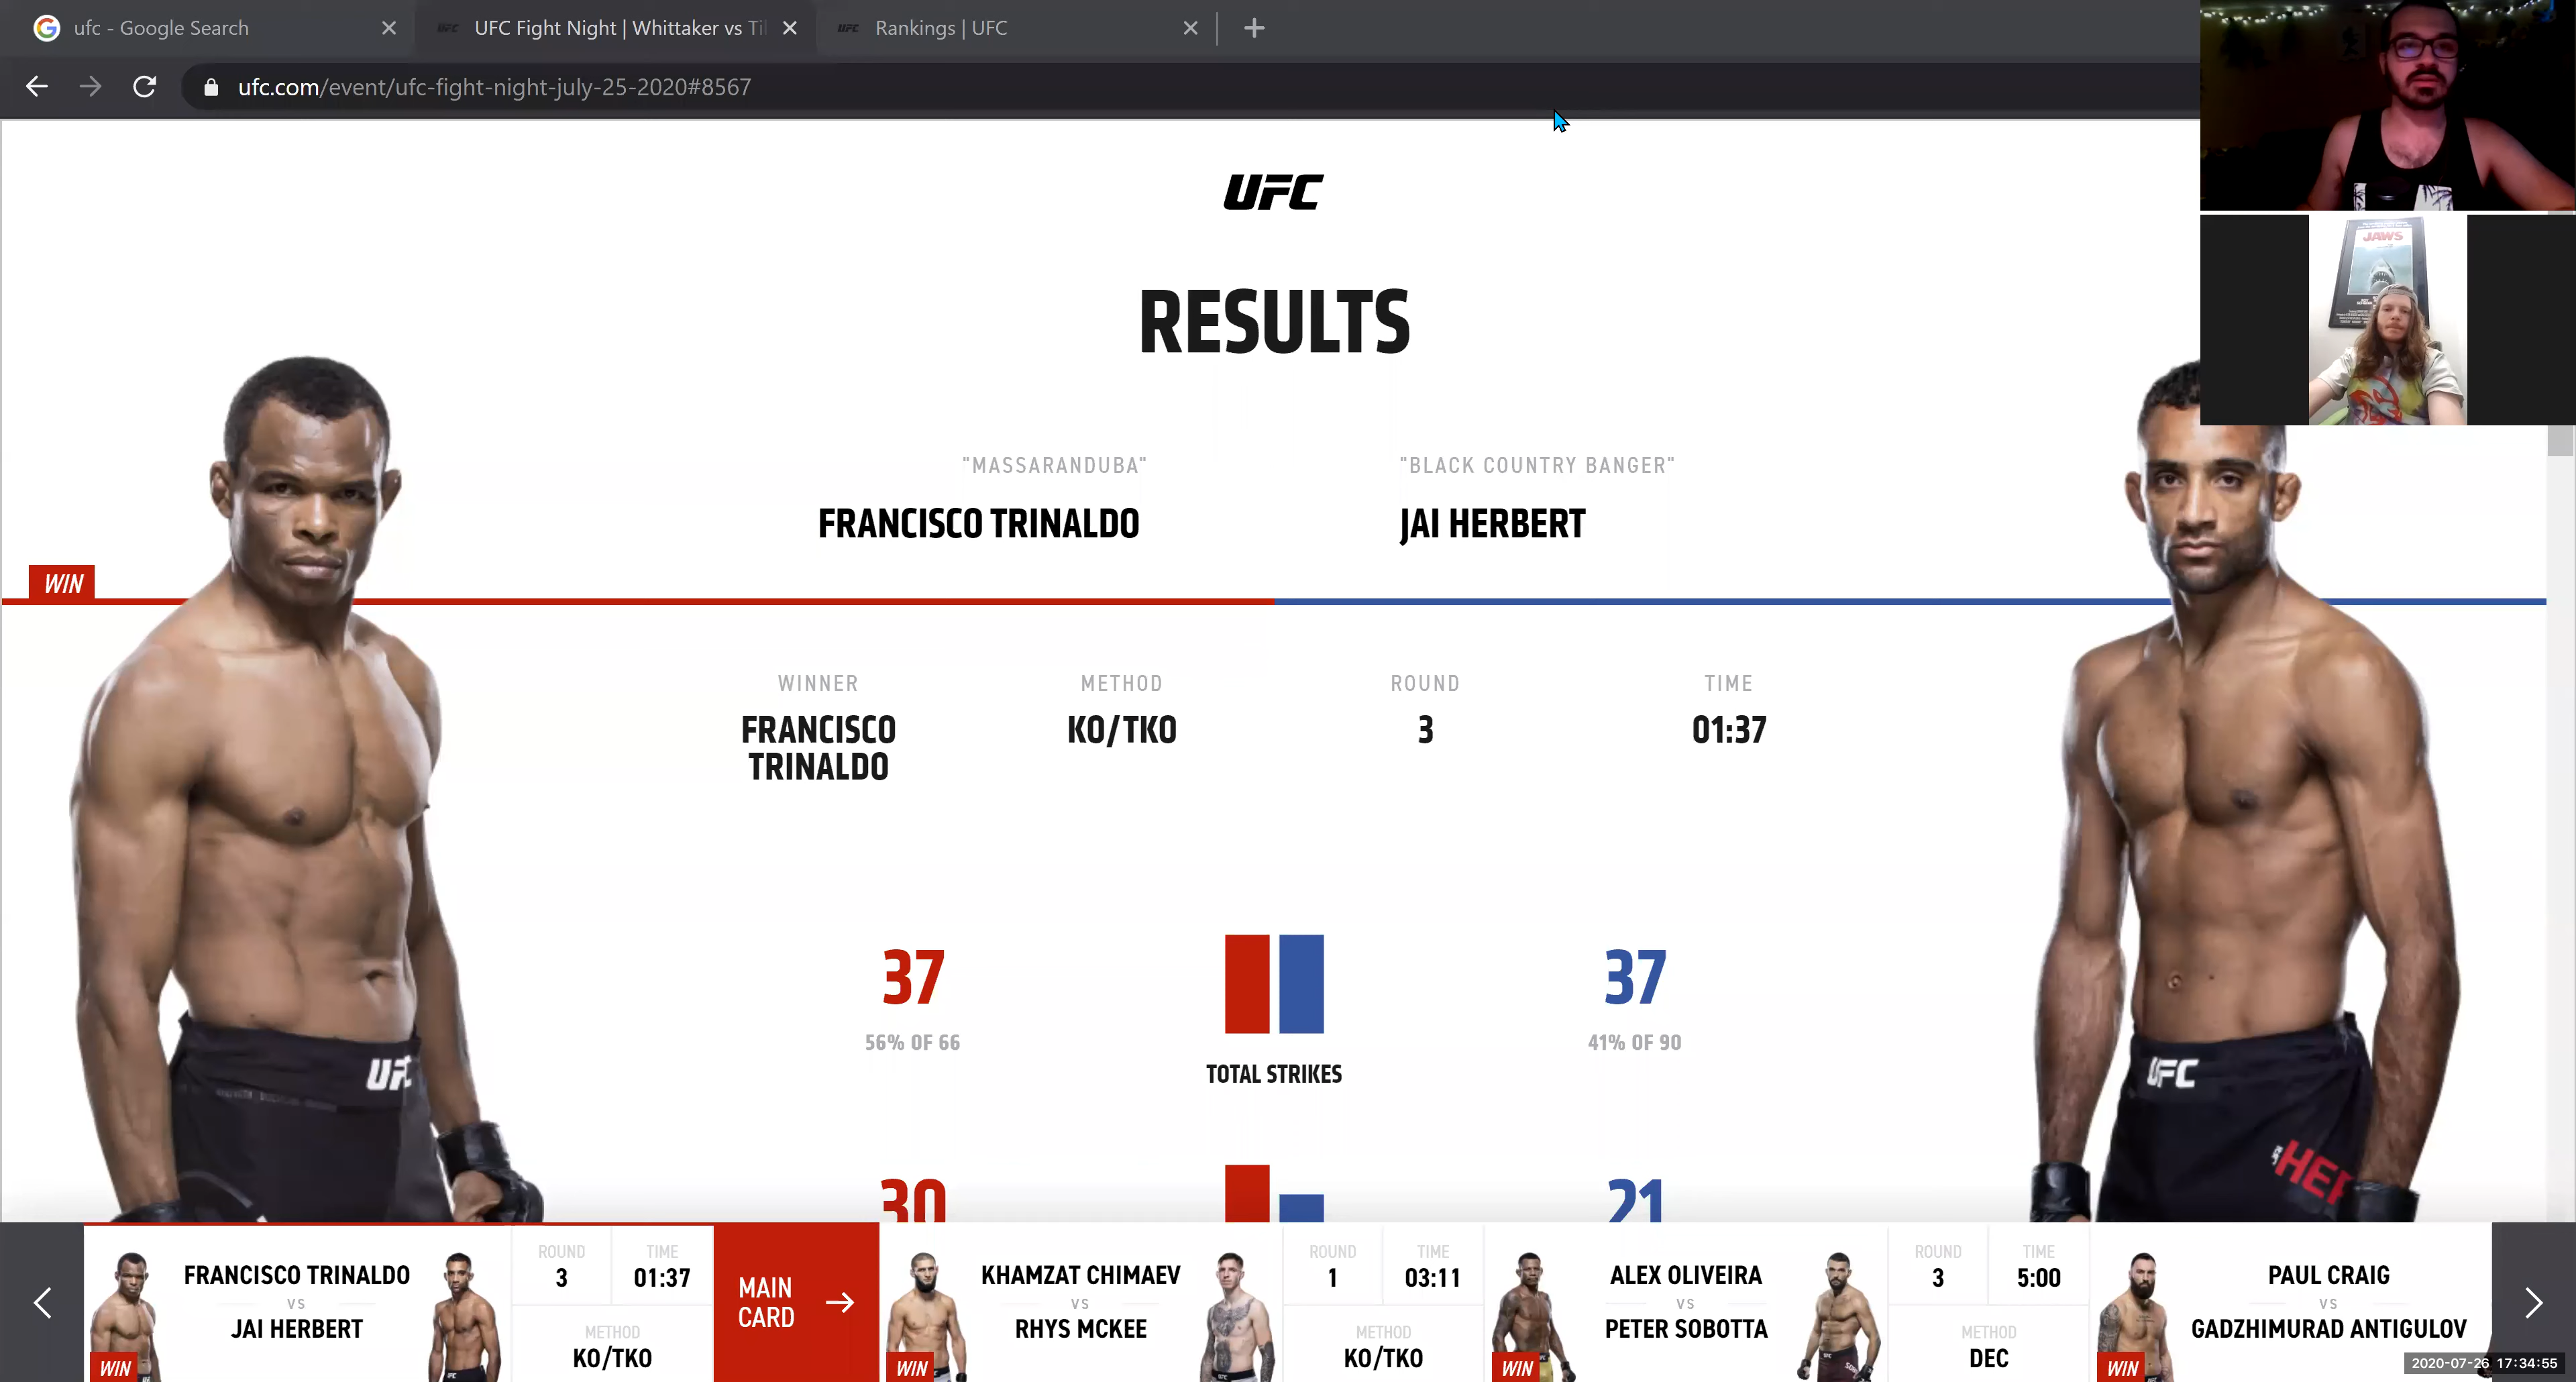 ufc - Google Search
UFC Fight Night | Whittaker vs Til
Rankings | UFC
ufc.com/event/ufc-fight-night-july-25-2020#8567
JAWS
UFC
RESULTS
"MASSARANDUBA"
"BLACK COUNTRY BANGER"
FRANCISCO TRINALDO
JAI HERBERT
WIN
WINNER
METHOD
ROUND
TIME
FRANCISCO
TRINALDO
KO/TKO
3
01:37
37
37
56% OF 66
41% OF 90
TOTAL STRIKES
UFC
UFC
HER
30
21
FRANCISCO TRINALDO
VS
JAI HERBERT
WIN
ROUND
3
TIME
01:37
METHOD
KO/TKO
MAIN
CARD
KHAMZAT CHIMAEV
VS
RHYS MCKEE
WIN
ROUND
1
TIME
03:11
METHOD
KO/TKO
ALEX OLIVEIRA
VS
PETER SOBOTTA
WIN
ROUND
3
TIME
5:00
METHOD
DEC
PAUL CRAIG
VS
GADZHIMURAD ANTIGULOV
WIN
2020-07-26 17:34:55